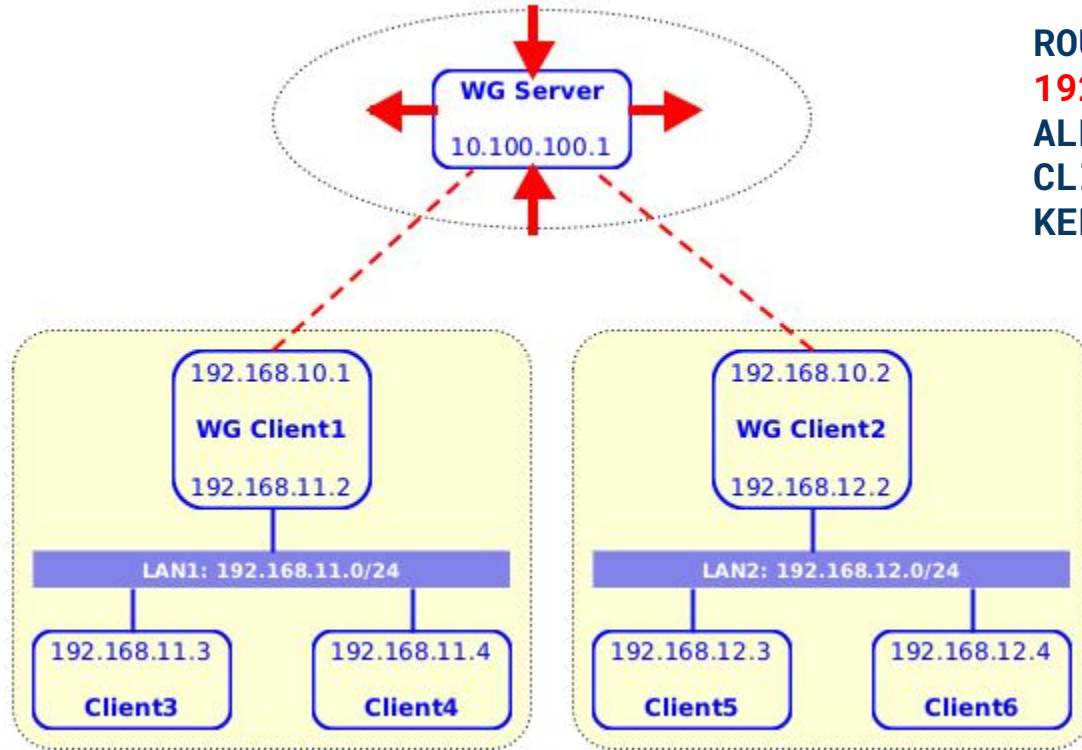 WG Server
10.100.100.1
192.168.10.1
WG Client1
192.168.11.2
192.168.10.2
WG Client2
192.168.12.2
LAN1: 192.168.11.0/24
LAN2: 192.168.12.0/24
192.168.11.3
Client3
192.168.11.4
Client4
192.168.12.3
Client5
192.168.12.4
Client6